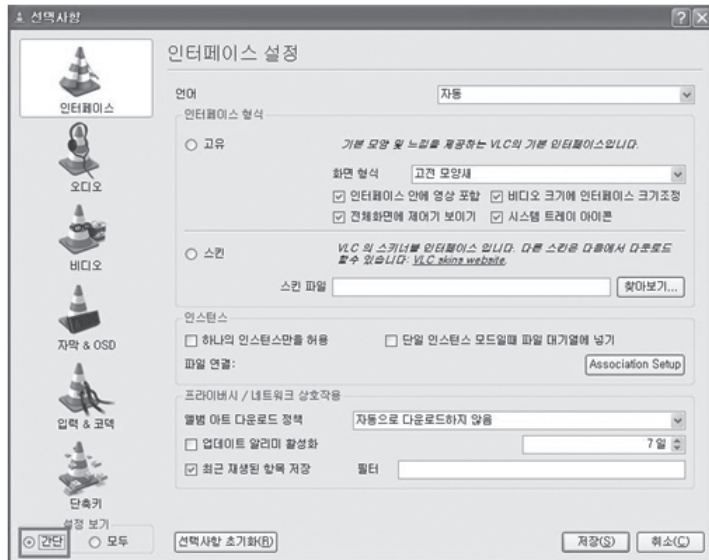 선택사항
인터페이스
오디오
비디오
자막 & OSD
입력 & 코덱
단축키
설정 보기
간단
모두
인터페이스 설정
언어
자동
인터페이스 형식
고유
기본 모양 및 느낌을 제공하는 VLC의 기본 인터페이스입니다.
화면 형식
고전 모양새
인터페이스 안에 영상 포함
비디오 크기에 인터페이스 크기조정
전체화면에 제어기 보이기
시스템 트레이 아이콘
스킨
VLC 의 스키너블 인터페이스 입니다. 다른 스킨은 다음에서 다운로드
할수 있습니다: VLC skins website.
스킨 파일
찾아보기...
인스턴스
하나의 인스턴스만을 허용
단일 인스턴스 모드일때 파일 대기열에 넣기
파일 연결:
Association Setup
프라이버시 / 네트워크 상호작용
앨범 아트 다운로드 정책
자동으로 다운로드하지 않음
업데이트 알리미 활성화
7 일
최근 재생된 항목 저장
필터
선택사항 초기화(R)
저장(S)
취소(C)